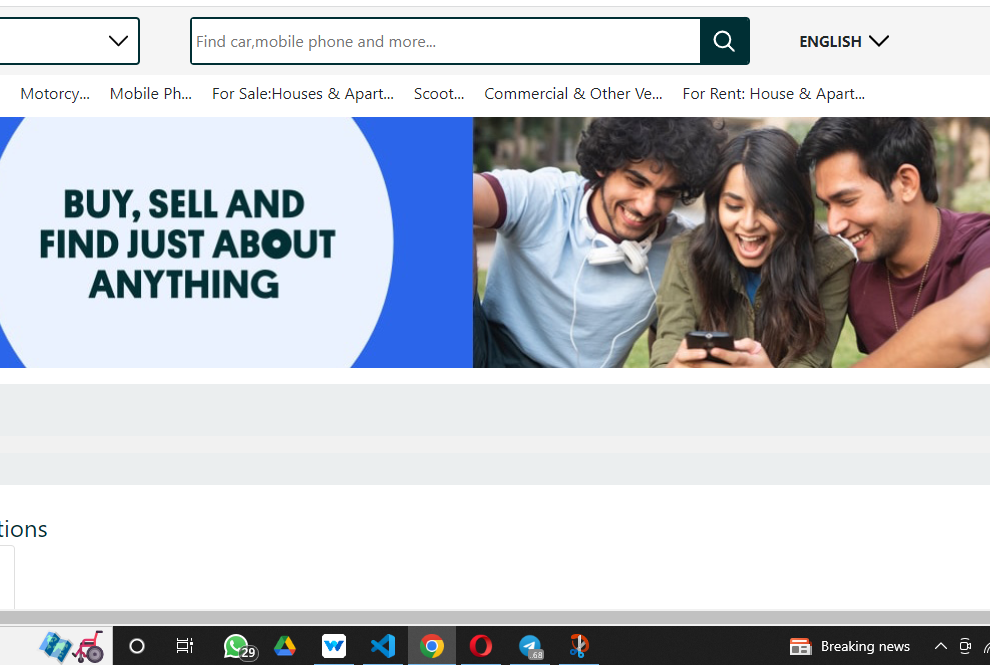 Find car,mobile phone and more...
ENGLISH
Motorcy... Mobile Ph... For Sale:Houses & Apart... Scoot... Commercial & Other Ve... For Rent: House & Apart...
BUY, SELL AND
FIND JUST ABOUT
ANYTHING
tions
29
W
.68
Breaking news